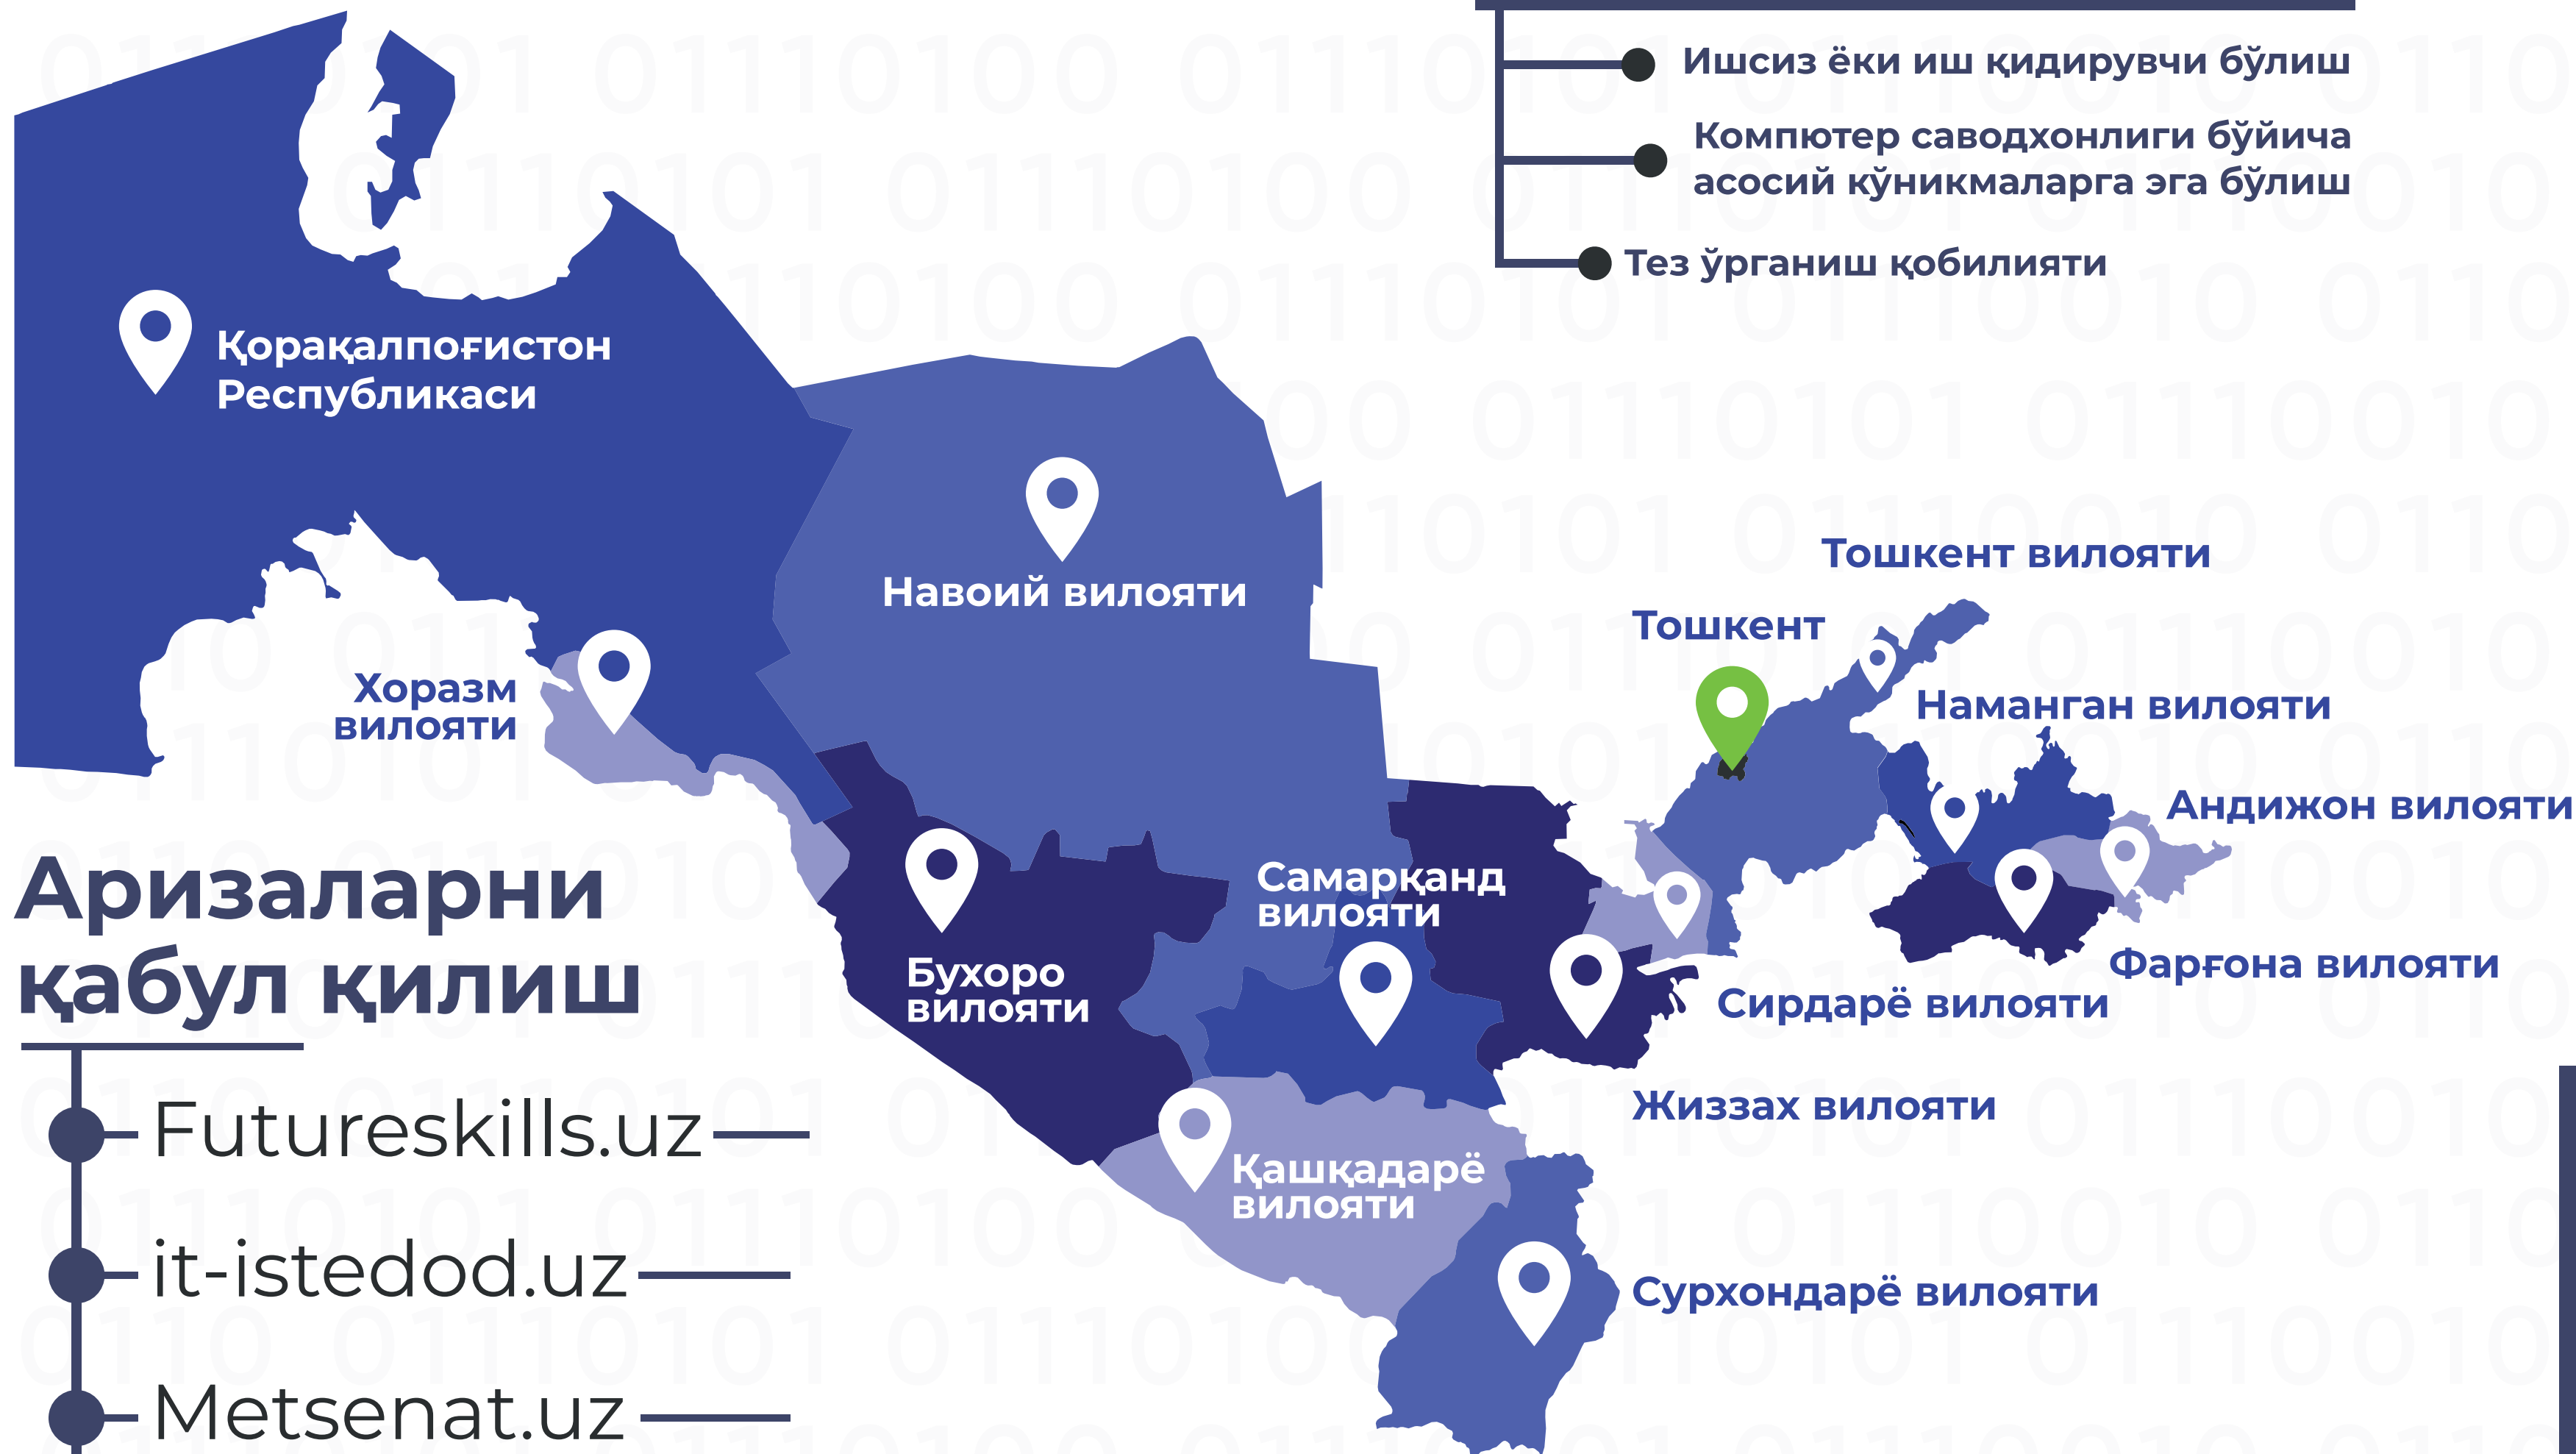 Ишсиз ёки иш қидирувчи бўлиш
Компютер саводхонлиги бўйича
асосий кўникмаларга эга бўлиш
Тез ўрганиш қобилияти
Қорақалпоғистон
Республикаси
Навоий вилояти
Тошкент вилояти
Тошкент
Хоразм
вилояти
Наманган вилояти
Андижон вилояти
Самарқанд
вилояти
Бухоро
вилояти
Фарғона вилояти
Сирдарё вилояти
Жиззах вилояти
Қашқадарё
вилояти
Сурхондарё вилояти
Аризаларни
қабул қилиш
Futureskills.uz
it-istedod.uz
Metsenat.uz